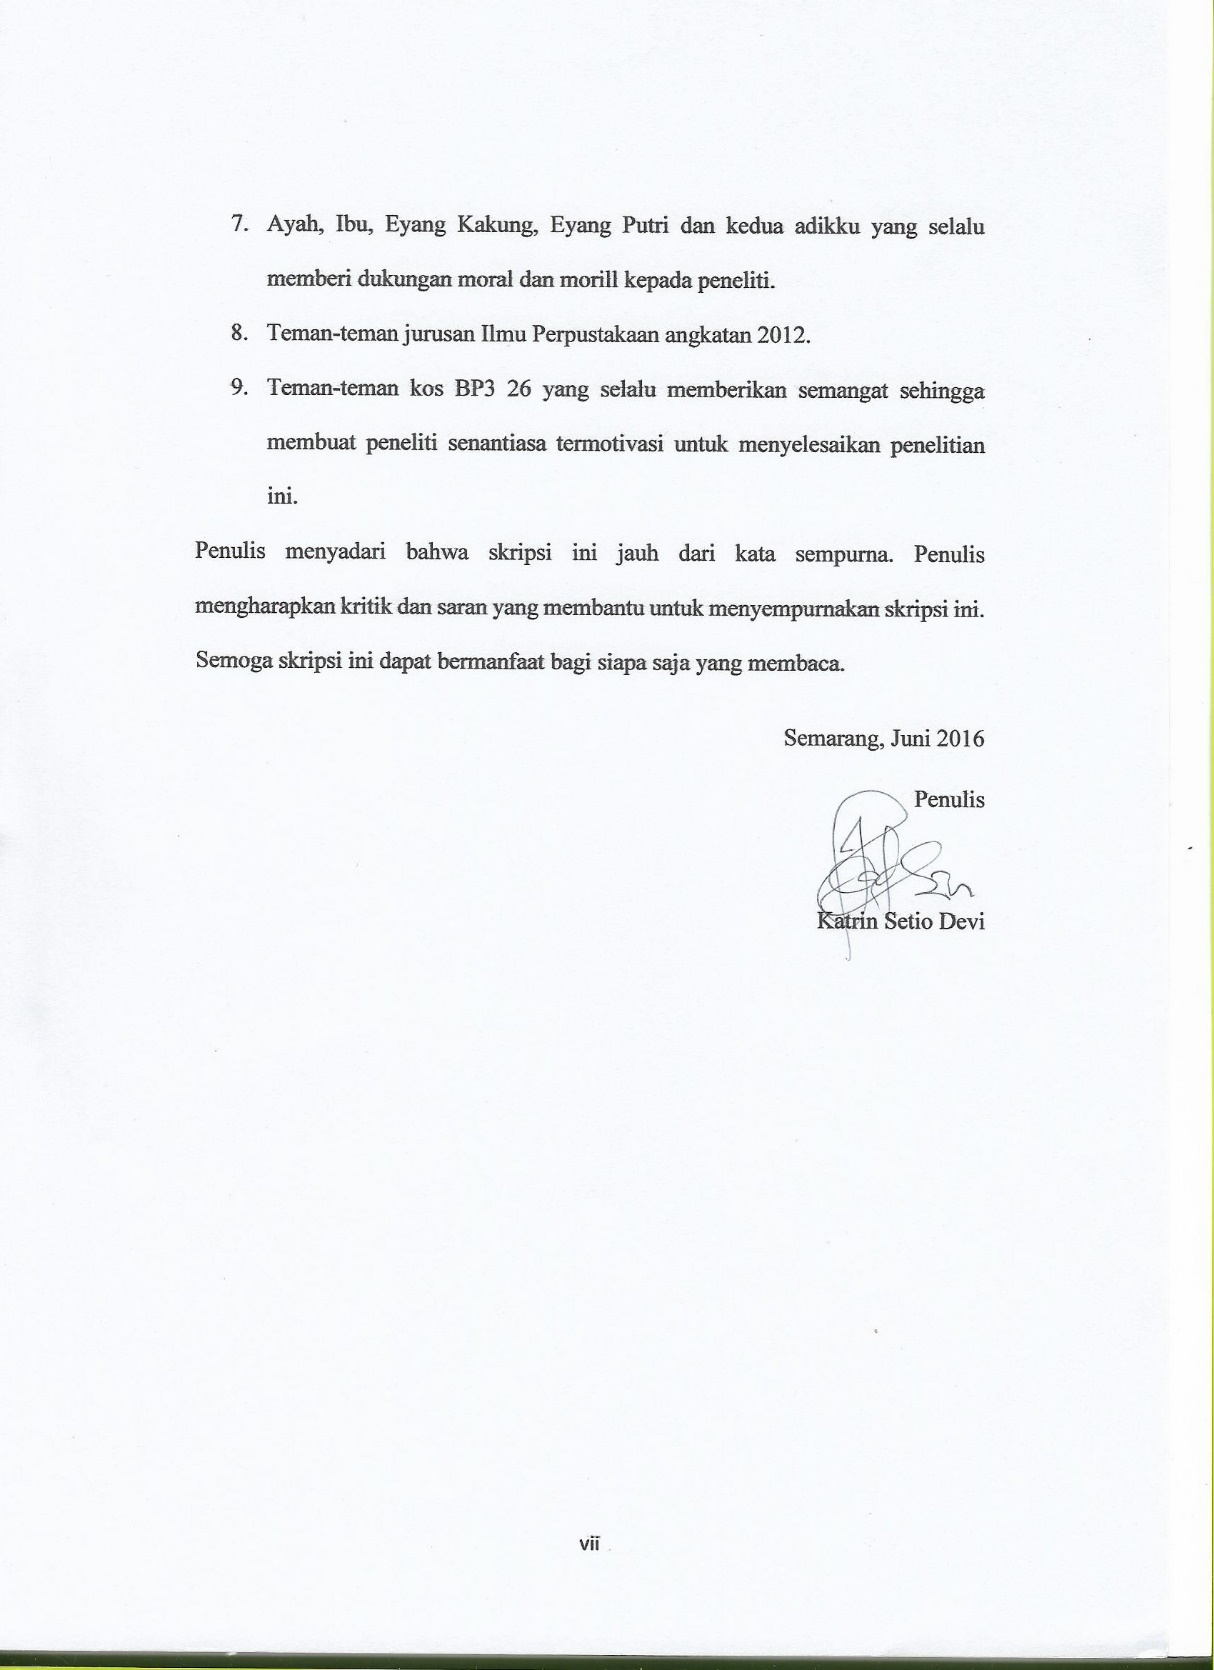 7. Ayah, Ibu, Eyang Kakung, Eyang Putri dan kedua adikku yang selalu
memberi dukungan moral dan morill kepada peneliti.
8. Teman-teman jurusan Ilmu Perpustakaan angkatan 2012.
9. Teman-teman kos BP3 26 yang selalu memberikan semangat sehingga
membuat peneliti senantiasa termotivasi untuk menyelesaikan penelitian
ini.
Penulis menyadari bahwa skripsi ini jauh dari kata sempurna. Penulis
mengharapkan kritik dan saran yang membantu untuk menyempurnakan skripsi ini.
Semoga skripsi ini dapat bermanfaat bagi siapa saja yang membaca.
Semarang, Juni 2016
Penulis
Katrin Setio Devi
vii